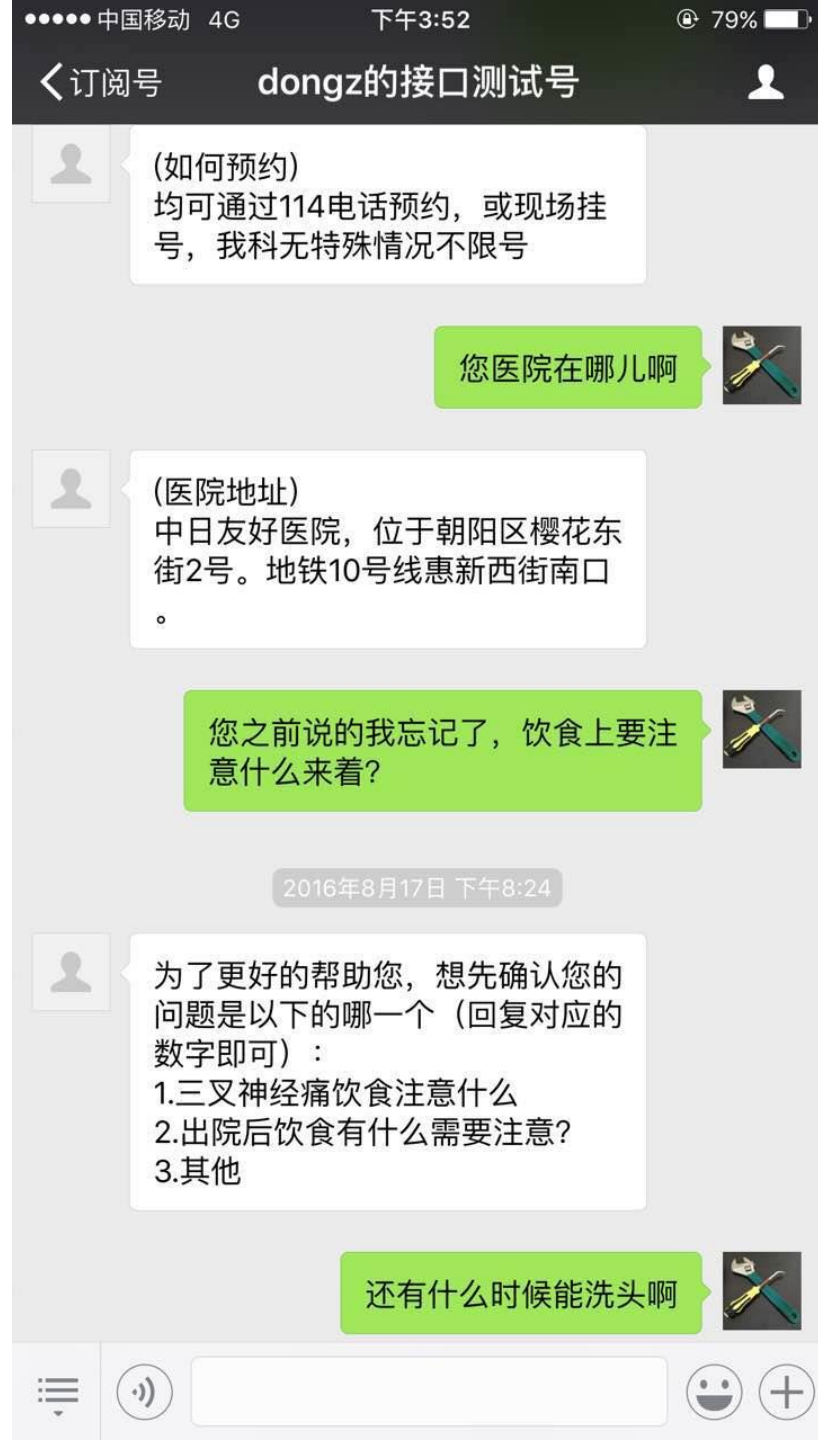 中国移动 4G 下午3:52 79%
订阅号 dongz的接口测试号
(如何预约)
均可通过114电话预约，或现场挂
号，我科无特殊情况不限号
您医院在哪儿啊
(医院地址)
中日友好医院，位于朝阳区樱花东
街2号。地铁10号线惠新西街南口
。
您之前说的我忘记了，饮食上要注
意什么来着?
2016年8月17日 下午8:24
为了更好的帮助您，想先确认您的
问题是以下的哪一个（回复对应的
数字即可）：
1.三叉神经痛饮食注意什么
2.出院后饮食有什么需要注意?
3.其他
还有什么时候能洗头啊